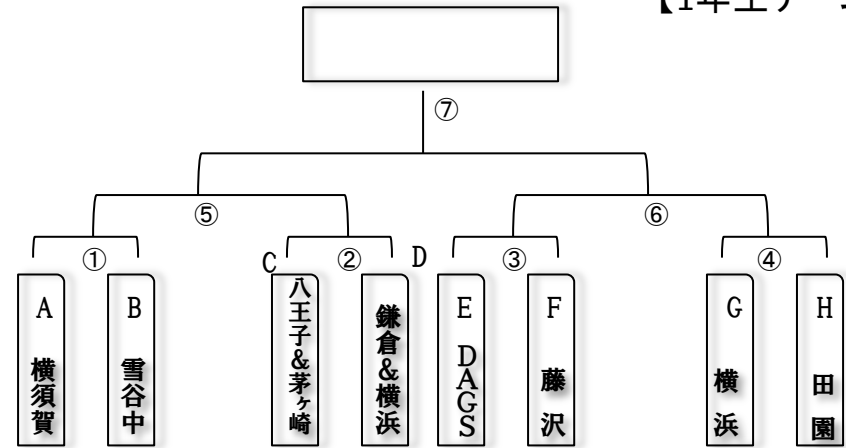 【1年生
⑦
⑤
⑥
①
②
③
④
A 横須賀
B 雪谷中
C 八王子&茅ヶ崎
D 鎌倉&横浜
E DAGS
F 藤沢
G 横浜
H 田園